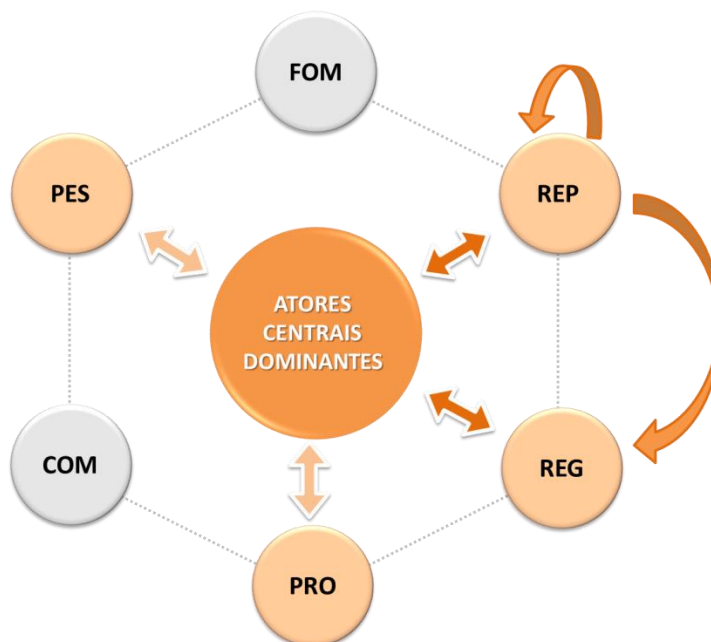 FOM
PES
REP
ATORES
CENTRAIS
DOMINANTES
COM
REG
PRO